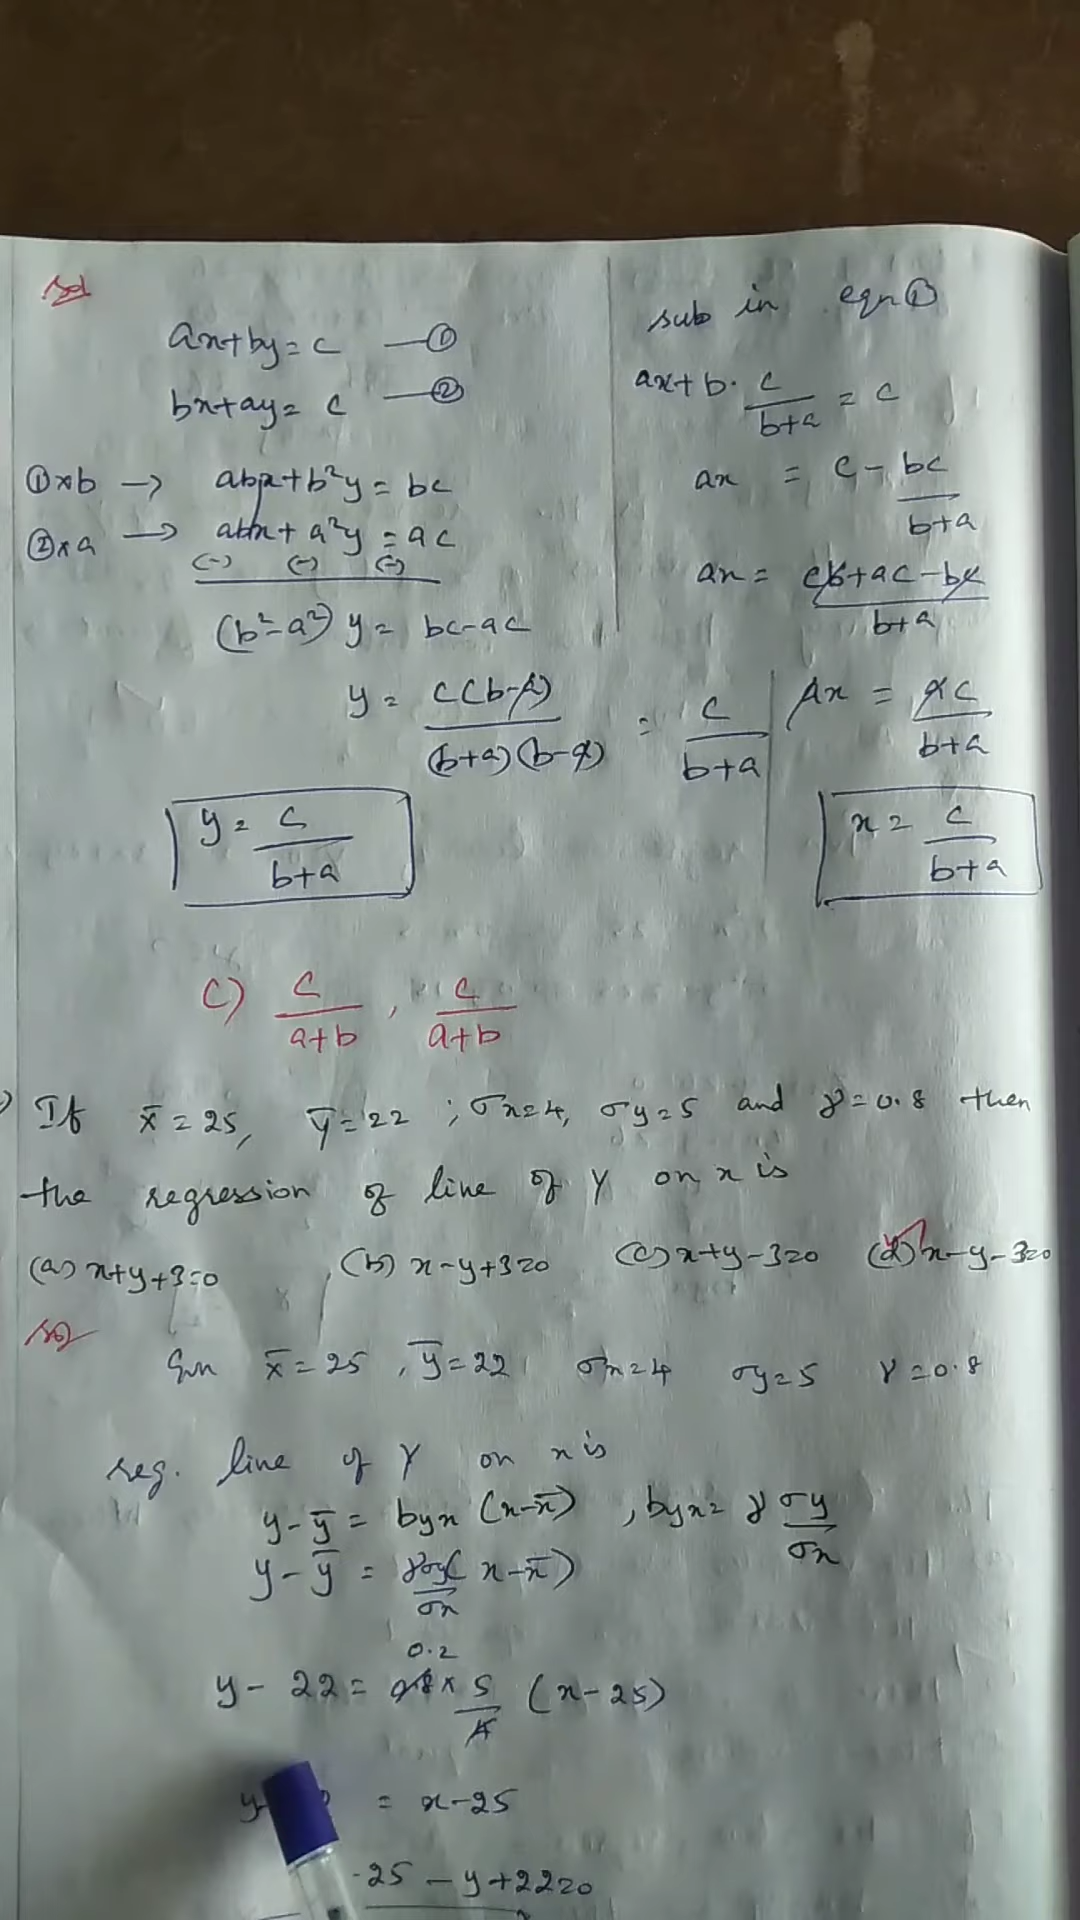 Sol
ax+by=c —①
bx+ay=c —②
①×b → abx+b²y=bc
②×a → abx+a²y=ac
(-) (-) (-)
(b²-a²) y = bc-ac
y = c(b-a)/(b+a)(b-a) = c/b+a
y = c/b+a
sub in eqn①
ax+b. c/b+a = c
ax = c - bc/b+a
ax = cb+ac-bc/b+a
ax = ac/b+a
x = c/b+a
C) c/a+b , c/a+b
If x̄=25, ȳ=22 ; σx=4, σy=5 and γ=0.8 then
the regression of line of Y on x is
(a) x+y+3=0 (b) x-y+3=0 (c) x+y-3=0 (d) x-y-3=0
Sol
Gvn x̄=25, ȳ=22 σx=4 σy=5 γ=0.8
reg. line of Y on x is
y-ȳ = byx (x-x̄) , byx = γ σy/σx
y-ȳ = γσy/σx (x-x̄)
0.2
y-22 = 0.8 × 5/4 (x-25)
y- = x-25
-25 -y+22=0